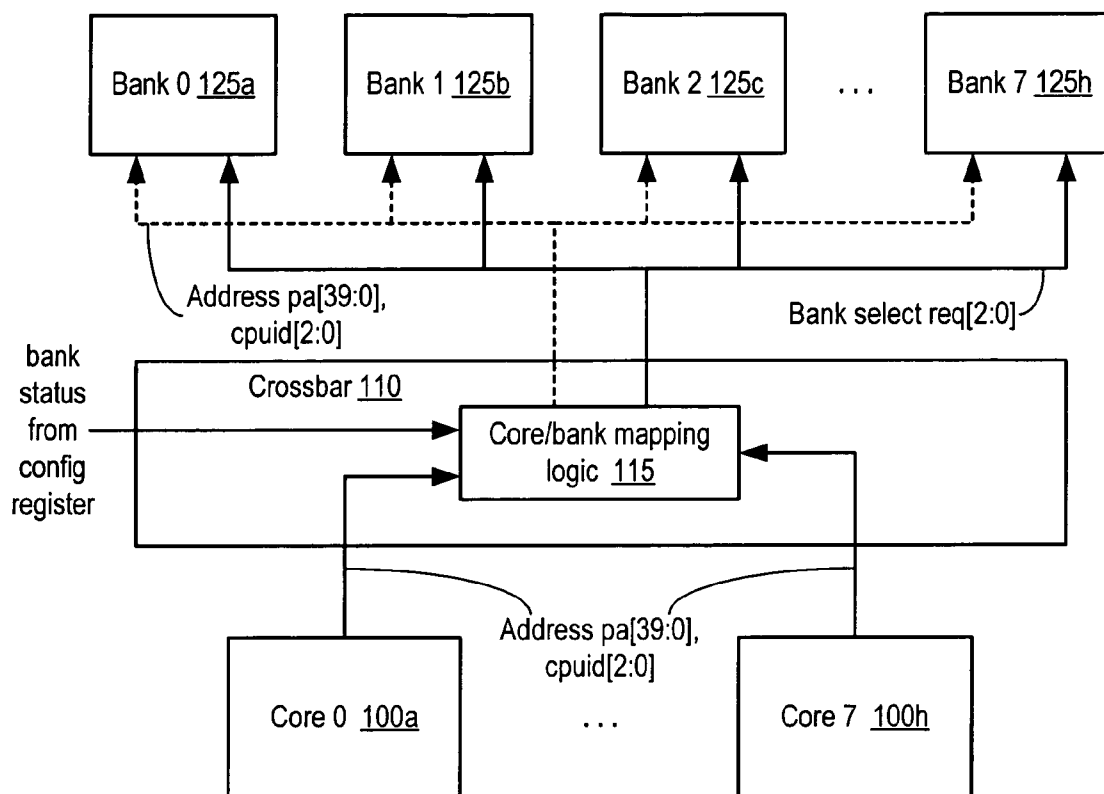 Bank 0 125a
Bank 1 125b
Bank 2 125c
. . .
Bank 7 125h
Address pa[39:0],
cpuid[2:0]
Bank select req[2:0]
bank
status
from
config
register
Crossbar 110
Core/bank mapping
logic 115
Address pa[39:0],
cpuid[2:0]
Core 0 100a
. . .
Core 7 100h